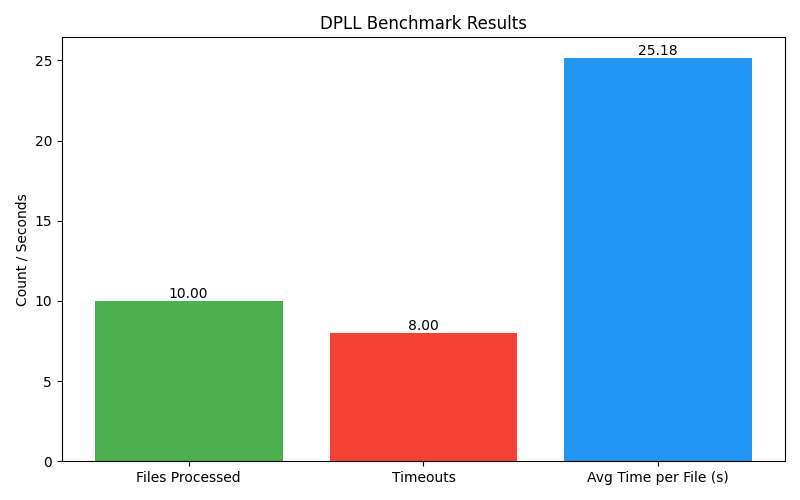 DPLL Benchmark Results
Count / Seconds
25
20
15
10
5
0
10.00
8.00
25.18
Files Processed
Timeouts
Avg Time per File (s)